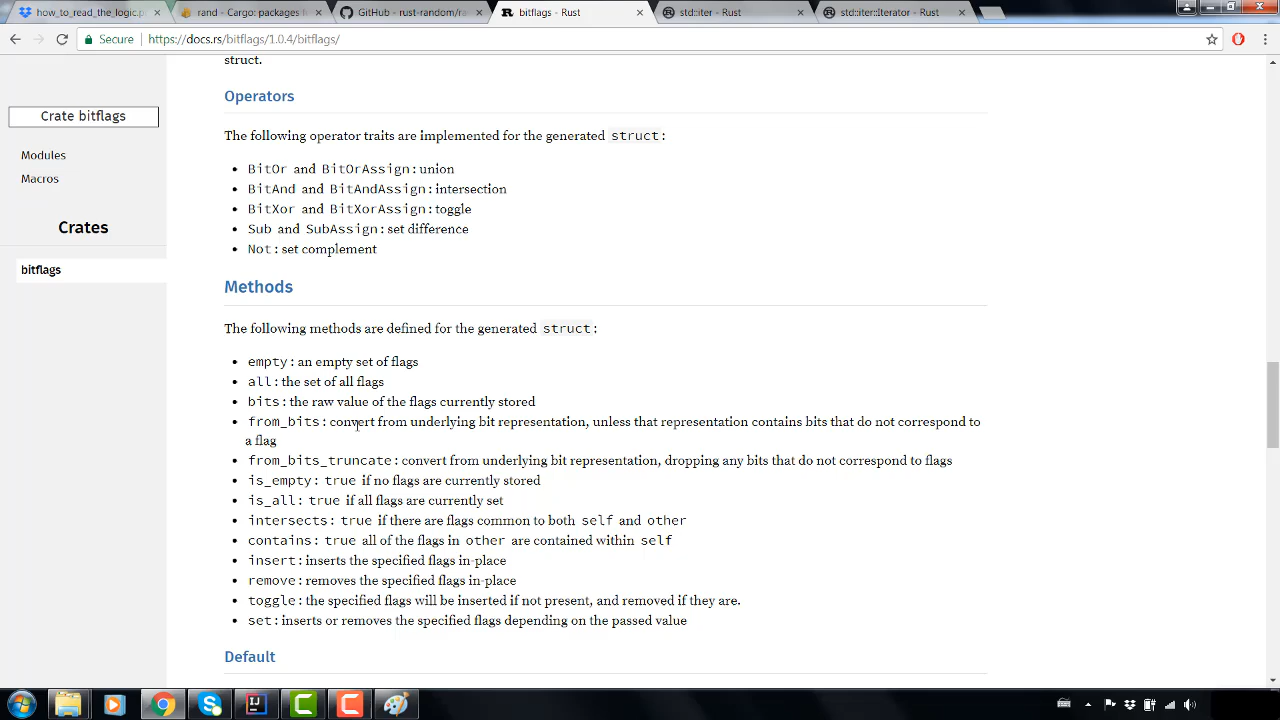 how_to_read_the_logic.p
rand - Cargo: packages
GitHub - rust-random/ra
bitflags - Rust
std::iter - Rust
std::iter::Iterator - Rust
Secure
https://docs.rs/bitflags/1.0.4/bitflags/
struct.
Crate bitflags
Modules
Macros
Crates
bitflags
Operators
The following operator traits are implemented for the generated struct:
BitOr and BitOrAssign: union
BitAnd and BitAndAssign: intersection
BitXor and BitXorAssign: toggle
Sub and SubAssign: set difference
Not: set complement
Methods
The following methods are defined for the generated struct:
empty: an empty set of flags
all: the set of all flags
bits: the raw value of the flags currently stored
from_bits: convert from underlying bit representation, unless that representation contains bits that do not correspond to
a flag
from_bits_truncate: convert from underlying bit representation, dropping any bits that do not correspond to flags
is_empty: true if no flags are currently stored
is_all: true if all flags are currently set
intersects: true if there are flags common to both self and other
contains: true all of the flags in other are contained within self
insert: inserts the specified flags in-place
remove: removes the specified flags in-place
toggle: the specified flags will be inserted if not present, and removed if they are.
set: inserts or removes the specified flags depending on the passed value
Default